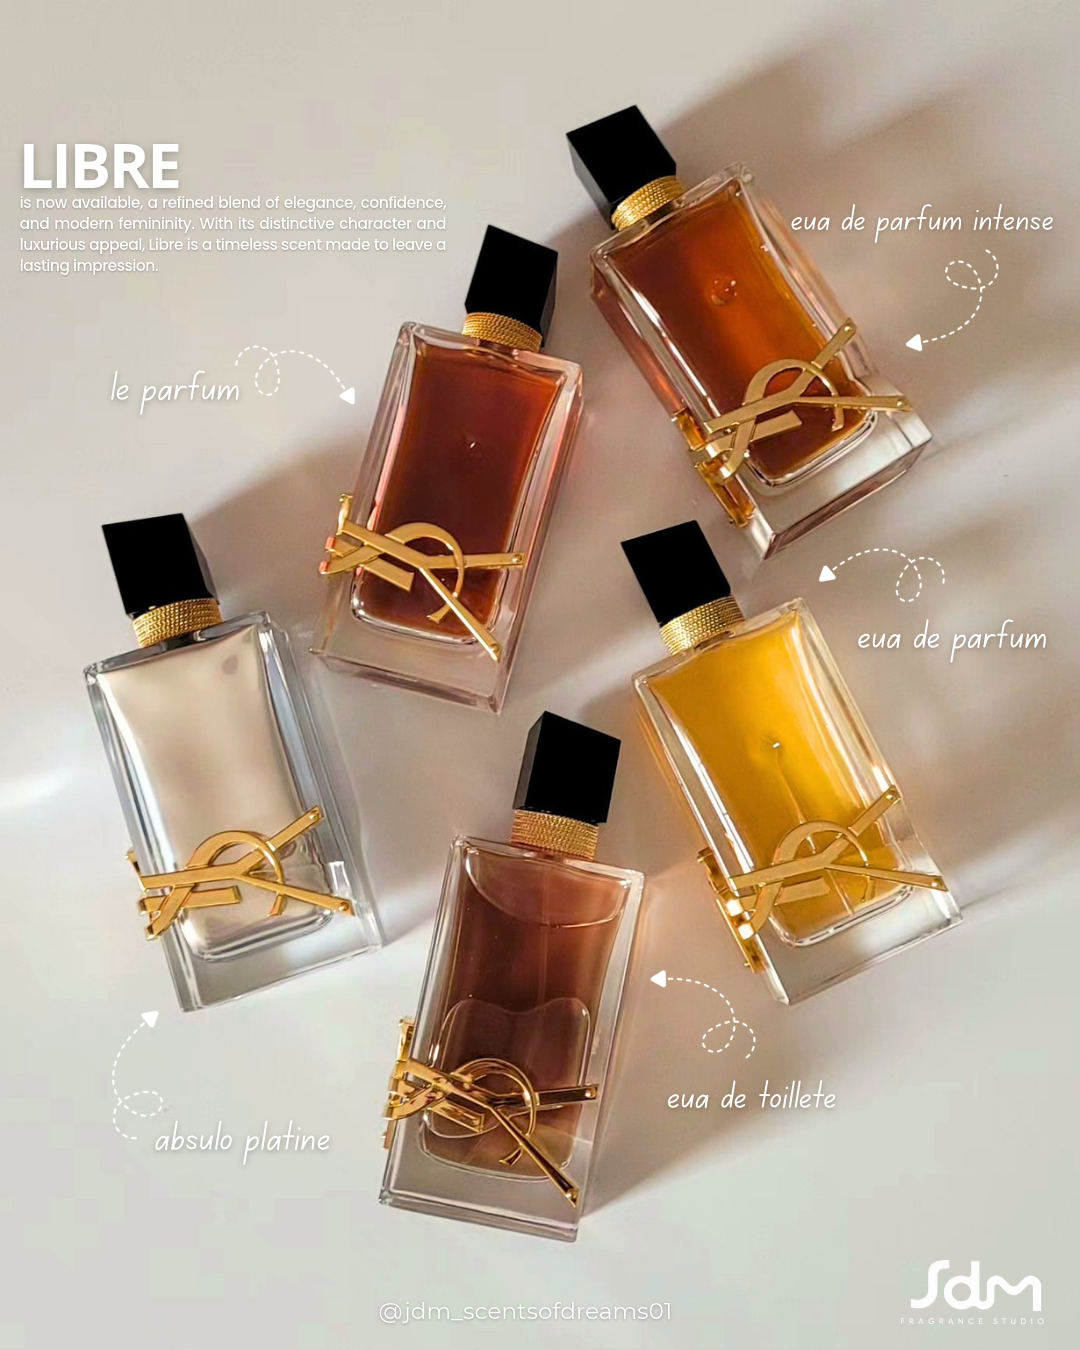 LIBRE
is now available, a refined blend of elegance, confidence,
and modern femininity. With its distinctive character and
luxurious appeal, Libre is a timeless scent made to leave a
lasting impression.
eua de parfum intense
le parfum
eua de parfum
eua de toillete
absulo platine
@jdm_scentsofdreams01
Jdm
FRAGRANCE STUDIO